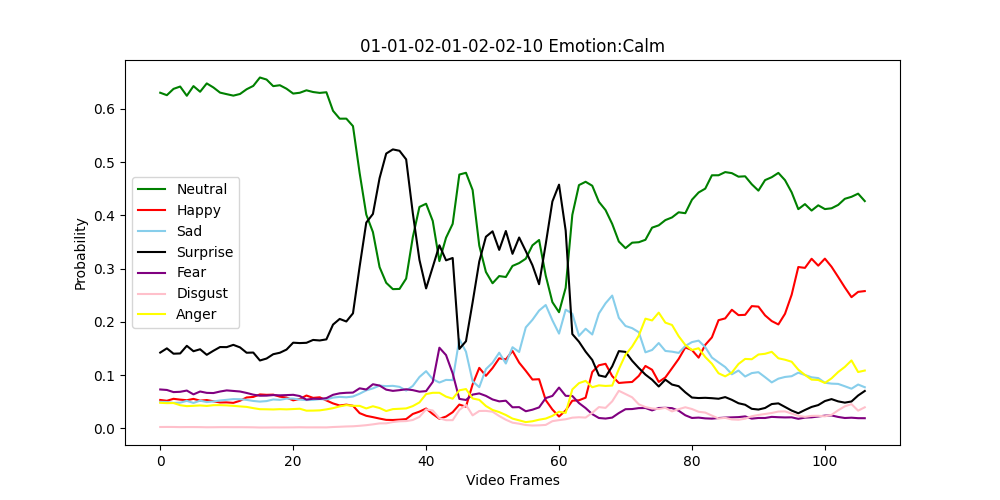 01-01-02-01-02-02-10 Emotion:Calm
Probability
0.6
0.5
0.4
0.3
0.2
0.1
0.0
Neutral
Happy
Sad
Surprise
Fear
Disgust
Anger
0 20 40 60 80 100
Video Frames